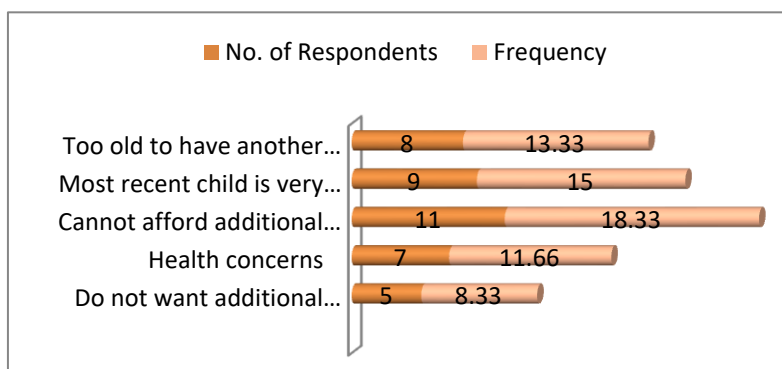 No. of Respondents Frequency
Too old to have another… 8 13.33
Most recent child is very… 9 15
Cannot afford additional… 11 18.33
Health concerns 7 11.66
Do not want additional… 5 8.33